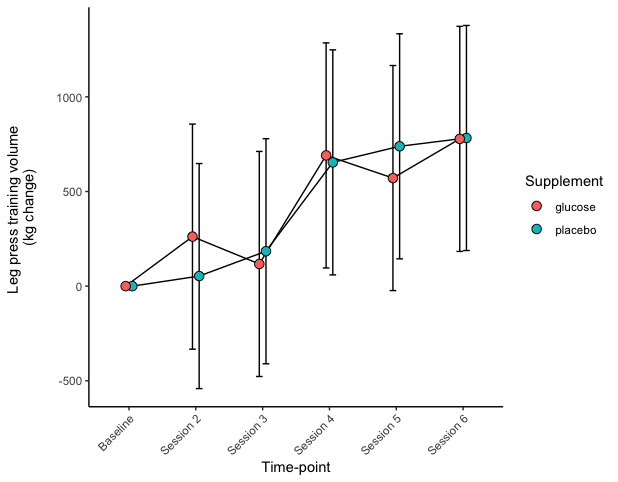 Leg press training volume
(kg change)
1000
500
0
-500
Baseline
Session 2
Session 3
Session 4
Session 5
Session 6
Time-point
Supplement
glucose
placebo